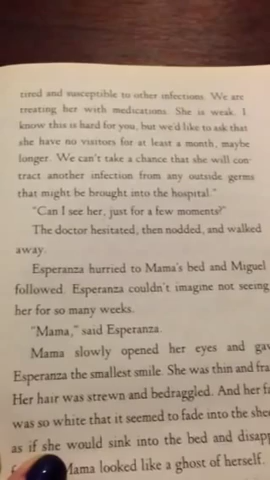 tired and susceptible to other infections. We are
treating her with medications. She is weak. I
know this is hard for you, but we'd like to ask that
she have no visitors for at least a month, maybe
longer. We can't take a chance that she will con-
tract another infection from any outside germs
that might be brought into the hospital."
"Can I see her, just for a few moments?"
The doctor hesitated, then nodded, and walked
away.
Esperanza hurried to Mama's bed and Miguel
followed. Esperanza couldn't imagine not seeing
her for so many weeks.
"Mama," said Esperanza.
Mama slowly opened her eyes and
Esperanza the smallest smile. She was thin and
Her hair was strewn and bedraggled. And her
was so white that it seemed to fade into the
as if she would sink into the bed and
Mama looked like a ghost of herself.